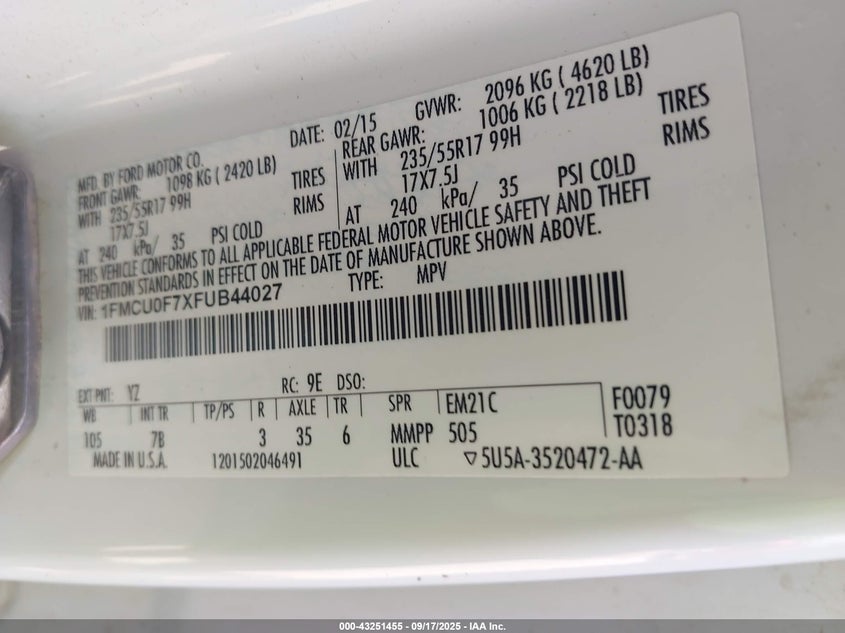 MFD. BY FORD MOTOR CO.
DATE: 02/15
GVWR: 2096 KG ( 4620 LB)
FRONT GAWR: 1098 KG ( 2420 LB)
REAR GAWR: 1006 KG ( 2218 LB)
WITH 235/55R17 99H TIRES
WITH 235/55R17 99H TIRES
17X7.5J RIMS
17X7.5J RIMS
AT 240 kPa/ 35 PSI COLD
AT 240 kPa/ 35 PSI COLD
THIS VEHICLE CONFORMS TO ALL APPLICABLE FEDERAL MOTOR VEHICLE SAFETY AND THEFT
PREVENTION STANDARDS IN EFFECT ON THE DATE OF MANUFACTURE SHOWN ABOVE.
VIN: 1FMCU0F7XFUB44027
TYPE: MPV
EXT PNT: YZ RC: 9E DSO:
WB INT TR TP/PS R AXLE TR SPR EM21C F0079
105 7B 3 35 6 MMPP 505 T0318
MADE IN U.S.A. 1201502046491 ULC ▽5U5A-3520472-AA
000-43251455 - 09/17/2025 - IAA Inc.